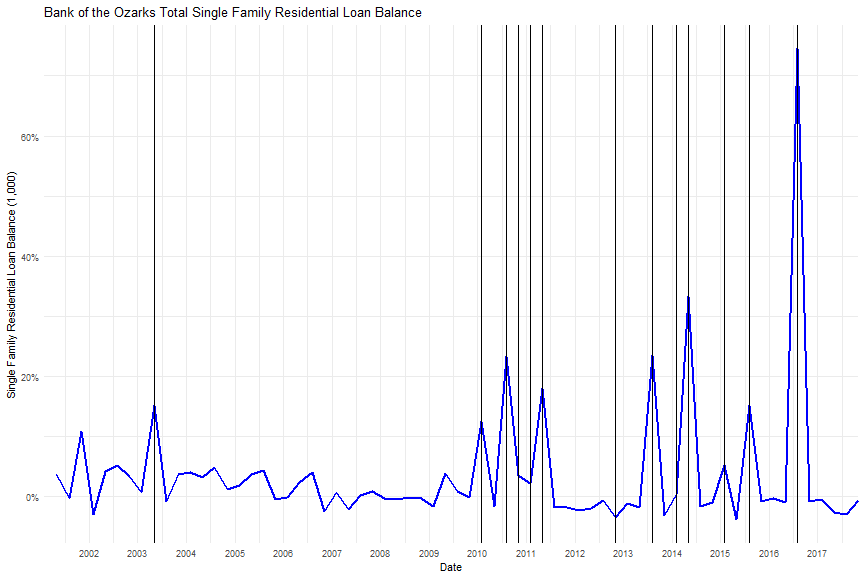 Bank of the Ozarks Total Single Family Residential Loan Balance
Single Family Residential Loan Balance (1,000)
60%
40%
20%
0%
2002 2003 2004 2005 2006 2007 2008 2009 2010 2011 2012 2013 2014 2015 2016 2017
Date